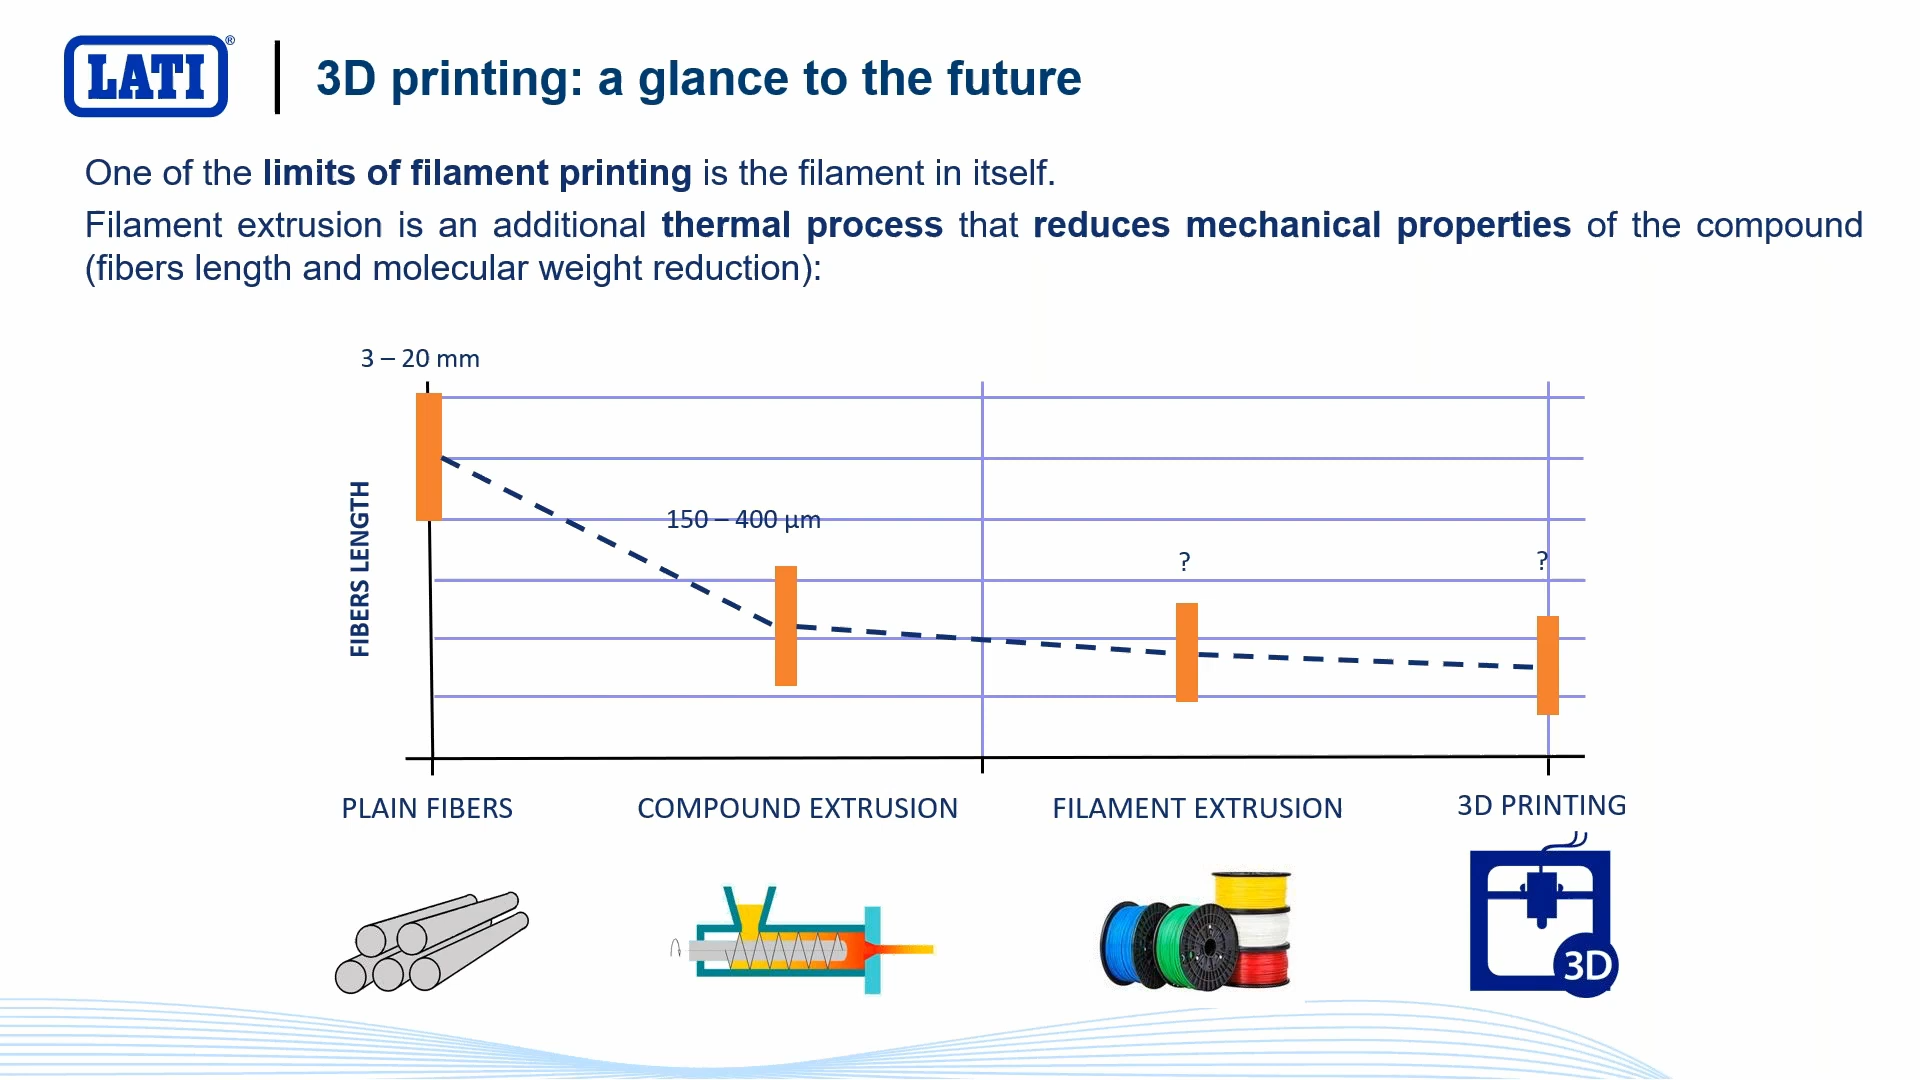 LATI®
3D printing: a glance to the future
One of the limits of filament printing is the filament in itself.
Filament extrusion is an additional thermal process that reduces mechanical properties of the compound
(fibers length and molecular weight reduction):
3 – 20 mm
150 – 400 µm
?
?
FIBERS LENGTH
PLAIN FIBERS
COMPOUND EXTRUSION
FILAMENT EXTRUSION
3D PRINTING
3D